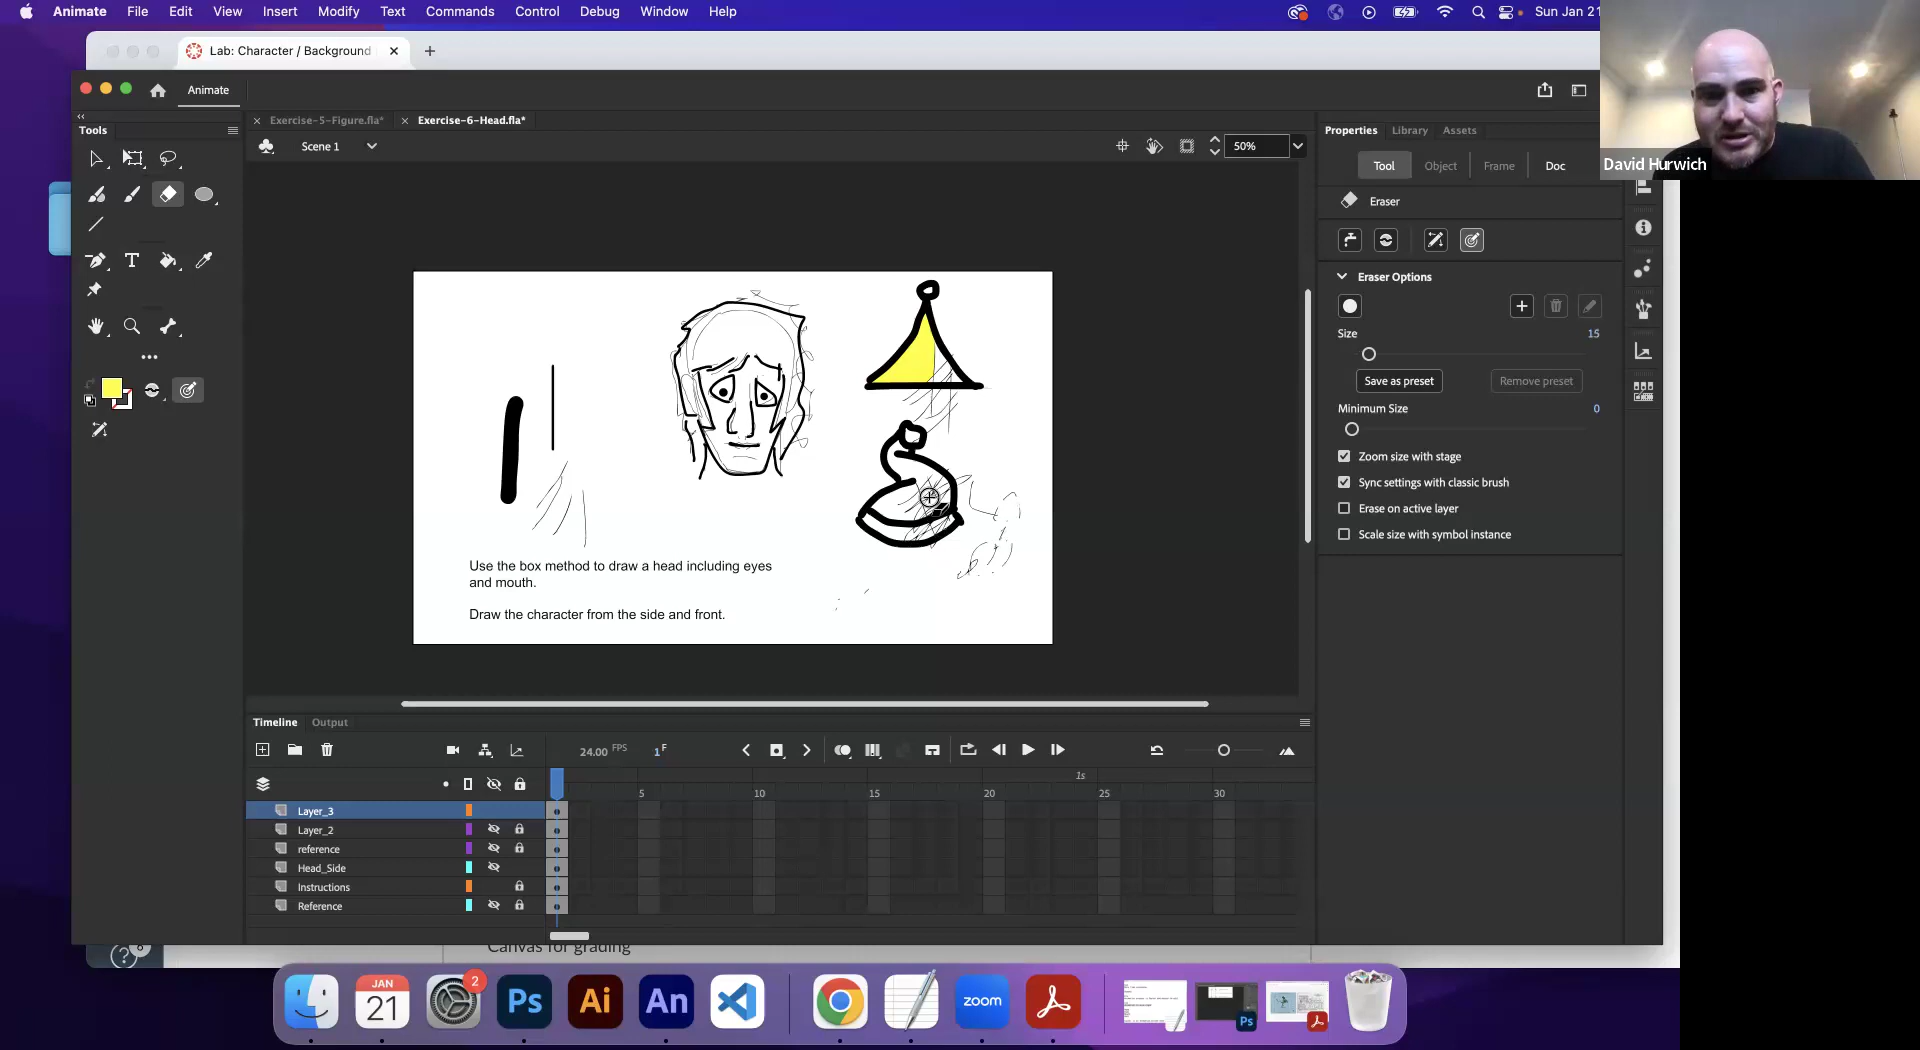 Animate File Edit View Insert Modify Text Commands Control Debug Window Help
Sun Jan 21
Lab: Character / Background
Animate
Tools
Exercise-5-Figure.fla*
Exercise-6-Head.fla*
Scene 1
50%
Properties Library Assets
Tool Object Frame Doc
David Hurwich
Eraser
Eraser Options
Size 15
Save as preset
Remove preset
Minimum Size 0
Zoom size with stage
Sync settings with classic brush
Erase on active layer
Scale size with symbol instance
Use the box method to draw a head including eyes
and mouth.
Draw the character from the side and front.
Timeline Output
24.00 FPS 1 F
1s
5 10 15 20 25 30
Layer_3
Layer_2
reference
Head_Side
Instructions
Reference
Canvas for grading
JAN
21
2
Ps
Ai
An
zoom
Ps